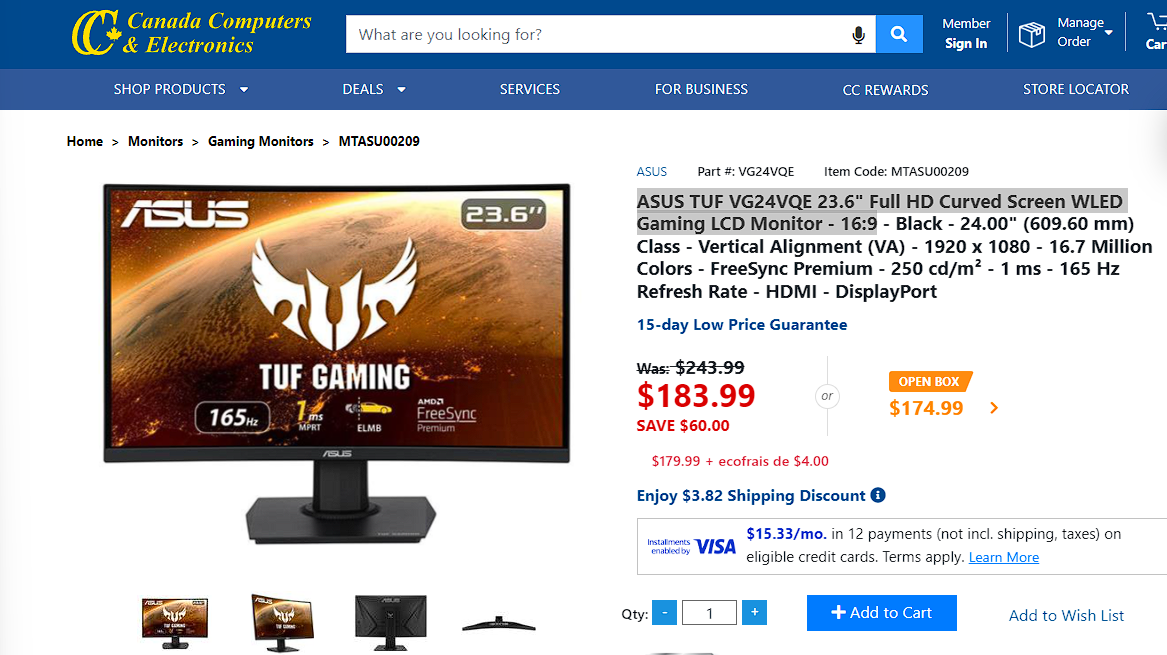 Canada Computers
& Electronics
What are you looking for?
Member
Sign In
Manage
Order
SHOP PRODUCTS
DEALS
SERVICES
FOR BUSINESS
CC REWARDS
STORE LOCATOR
Home > Monitors > Gaming Monitors > MTASU00209
ASUS
23.6"
TUF GAMING
165Hz
1ms
MPRT
ELMB
AMD
FreeSync
Premium
ASUS
ASUS Part #: VG24VQE Item Code: MTASU00209
ASUS TUF VG24VQE 23.6" Full HD Curved Screen WLED
Gaming LCD Monitor - 16:9 - Black - 24.00" (609.60 mm)
Class - Vertical Alignment (VA) - 1920 x 1080 - 16.7 Million
Colors - FreeSync Premium - 250 cd/m² - 1 ms - 165 Hz
Refresh Rate - HDMI - DisplayPort
15-day Low Price Guarantee
Was: $243.99
$183.99
SAVE $60.00
or
OPEN BOX
$174.99
$179.99 + ecofrais de $4.00
Enjoy $3.82 Shipping Discount
Installments
enabled by
VISA
$15.33/mo. in 12 payments (not incl. shipping, taxes) on
eligible credit cards. Terms apply. Learn More
Qty: - 1 +
Add to Cart
Add to Wish List